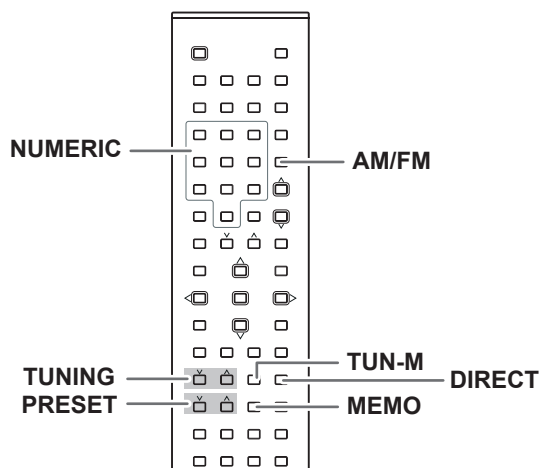 NUMERIC
AM/FM
TUN-M
TUNING
DIRECT
PRESET
MEMO